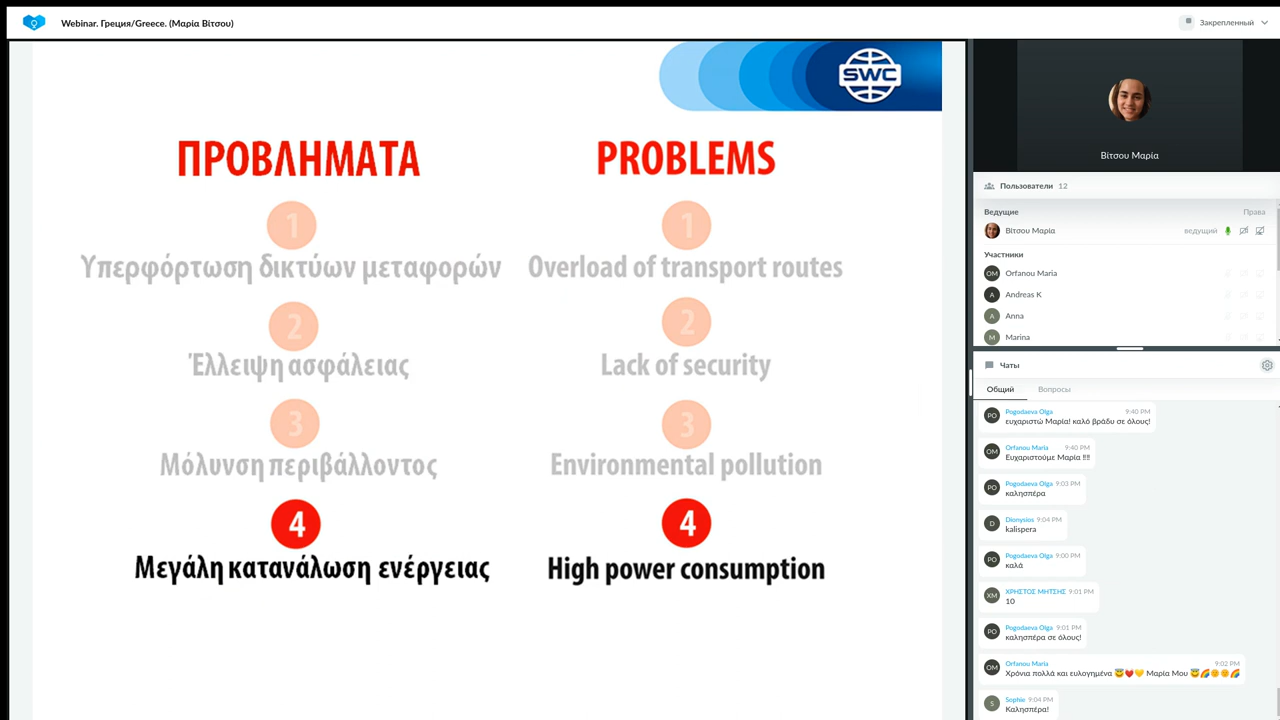 Webinar. Греция/Greece. (Μαρία Βίτσου)
Закрепленный
SWC
ΠΡΟΒΛΗΜΑΤΑ
PROBLEMS
1
1
Υπερφόρτωση δικτύων μεταφορών
Overload of transport routes
2
2
Έλλειψη ασφάλειας
Lack of security
3
3
Μόλυνση περιβάλλοντος
Environmental pollution
4
4
Μεγάλη κατανάλωση ενέργειας
High power consumption
Βίτσου Μαρία
Пользователи 12
Ведущие Права
Βίτσου Μαρία ведущий
Участники
OM Orfanou Maria
A Andreas K
A Anna
M Marina
Чаты
Общий Вопросы
PO Pogodaeva Olga 9:40 PM
ευχαριστώ Μαρία! καλό βράδυ σε όλους!
OM Orfanou Maria 9:40 PM
Ευχαριστούμε Μαρία !!!!
PO Pogodaeva Olga 9:03 PM
καλησπέρα
D Dionysios 9:04 PM
kalispera
PO Pogodaeva Olga 9:00 PM
καλά
ΧΜ ΧΡΗΣΤΟΣ ΜΗΤΣΗΣ 9:01 PM
10
PO Pogodaeva Olga 9:01 PM
καλησπέρα σε όλους!
OM Orfanou Maria 9:02 PM
Χρόνια πολλά και ευλογημένα 😇❤️💛 Μαρία Μου 😇🌈🌞🌞🌈
S Sophie 9:04 PM
Καλησπέρα!